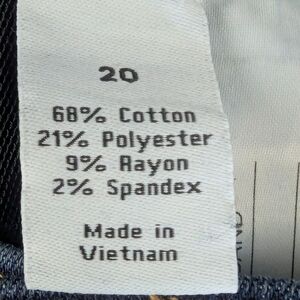 20
68% Cotton
21% Polyester
9% Rayon
2% Spandex
Made in
Vietnam